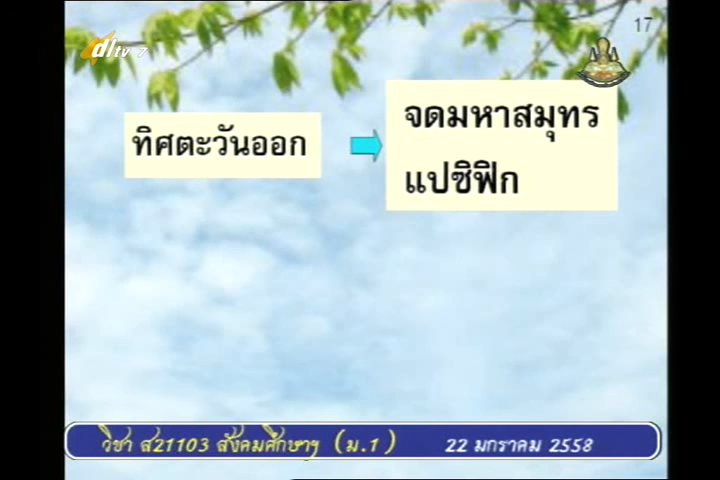 17
dltv 7
ทิศตะวันออก
จดมหาสมุทร
แปซิฟิก
วิชา ส21103 สังคมศึกษาฯ (ม.1) 22 มกราคม 2558